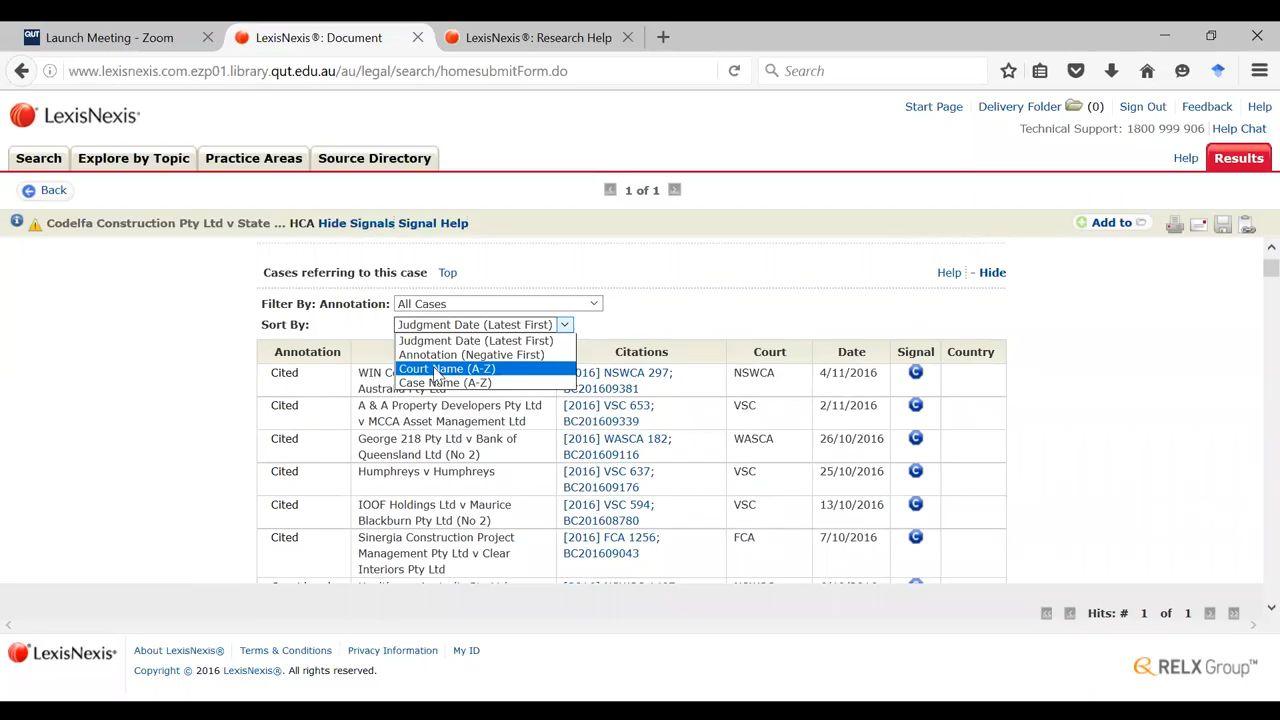 QUT Launch Meeting - Zoom
LexisNexis®: Document
LexisNexis®: Research Help
www.lexisnexis.com.ezp01.library.qut.edu.au/au/legal/search/homesubmitForm.do
Search
LexisNexis®
Start Page Delivery Folder (0) Sign Out Feedback Help
Technical Support: 1800 999 906 Help Chat
Search Explore by Topic Practice Areas Source Directory
Help Results
Back
1 of 1
Codelfa Construction Pty Ltd v State ... HCA Hide Signals Signal Help
Add to
Cases referring to this case Top
Help - Hide
Filter By: Annotation: All Cases
Sort By: Judgment Date (Latest First)
Judgment Date (Latest First)
Annotation (Negative First)
Court Name (A-Z)
Case Name (A-Z)
Annotation Citations Court Date Signal Country
Cited WIN C 016] NSWCA 297; NSWCA 4/11/2016 C
BC201609381
Cited A & A Property Developers Pty Ltd [2016] VSC 653; VSC 2/11/2016 C
v MCCA Asset Management Ltd BC201609339
Cited George 218 Pty Ltd v Bank of [2016] WASCA 182; WASCA 26/10/2016 C
Queensland Ltd (No 2) BC201609116
Cited Humphreys v Humphreys [2016] VSC 637; VSC 25/10/2016 C
BC201609176
Cited IOOF Holdings Ltd v Maurice [2016] VSC 594; VSC 13/10/2016 C
Blackburn Pty Ltd (No 2) BC201608780
Cited Sinergia Construction Project [2016] FCA 1256; FCA 7/10/2016 C
Management Pty Ltd v Clear BC201609043
Interiors Pty Ltd
Hits: # 1 of 1
LexisNexis®
About LexisNexis® Terms & Conditions Privacy Information My ID
Copyright © 2016 LexisNexis®. All rights reserved.
RELX Group™